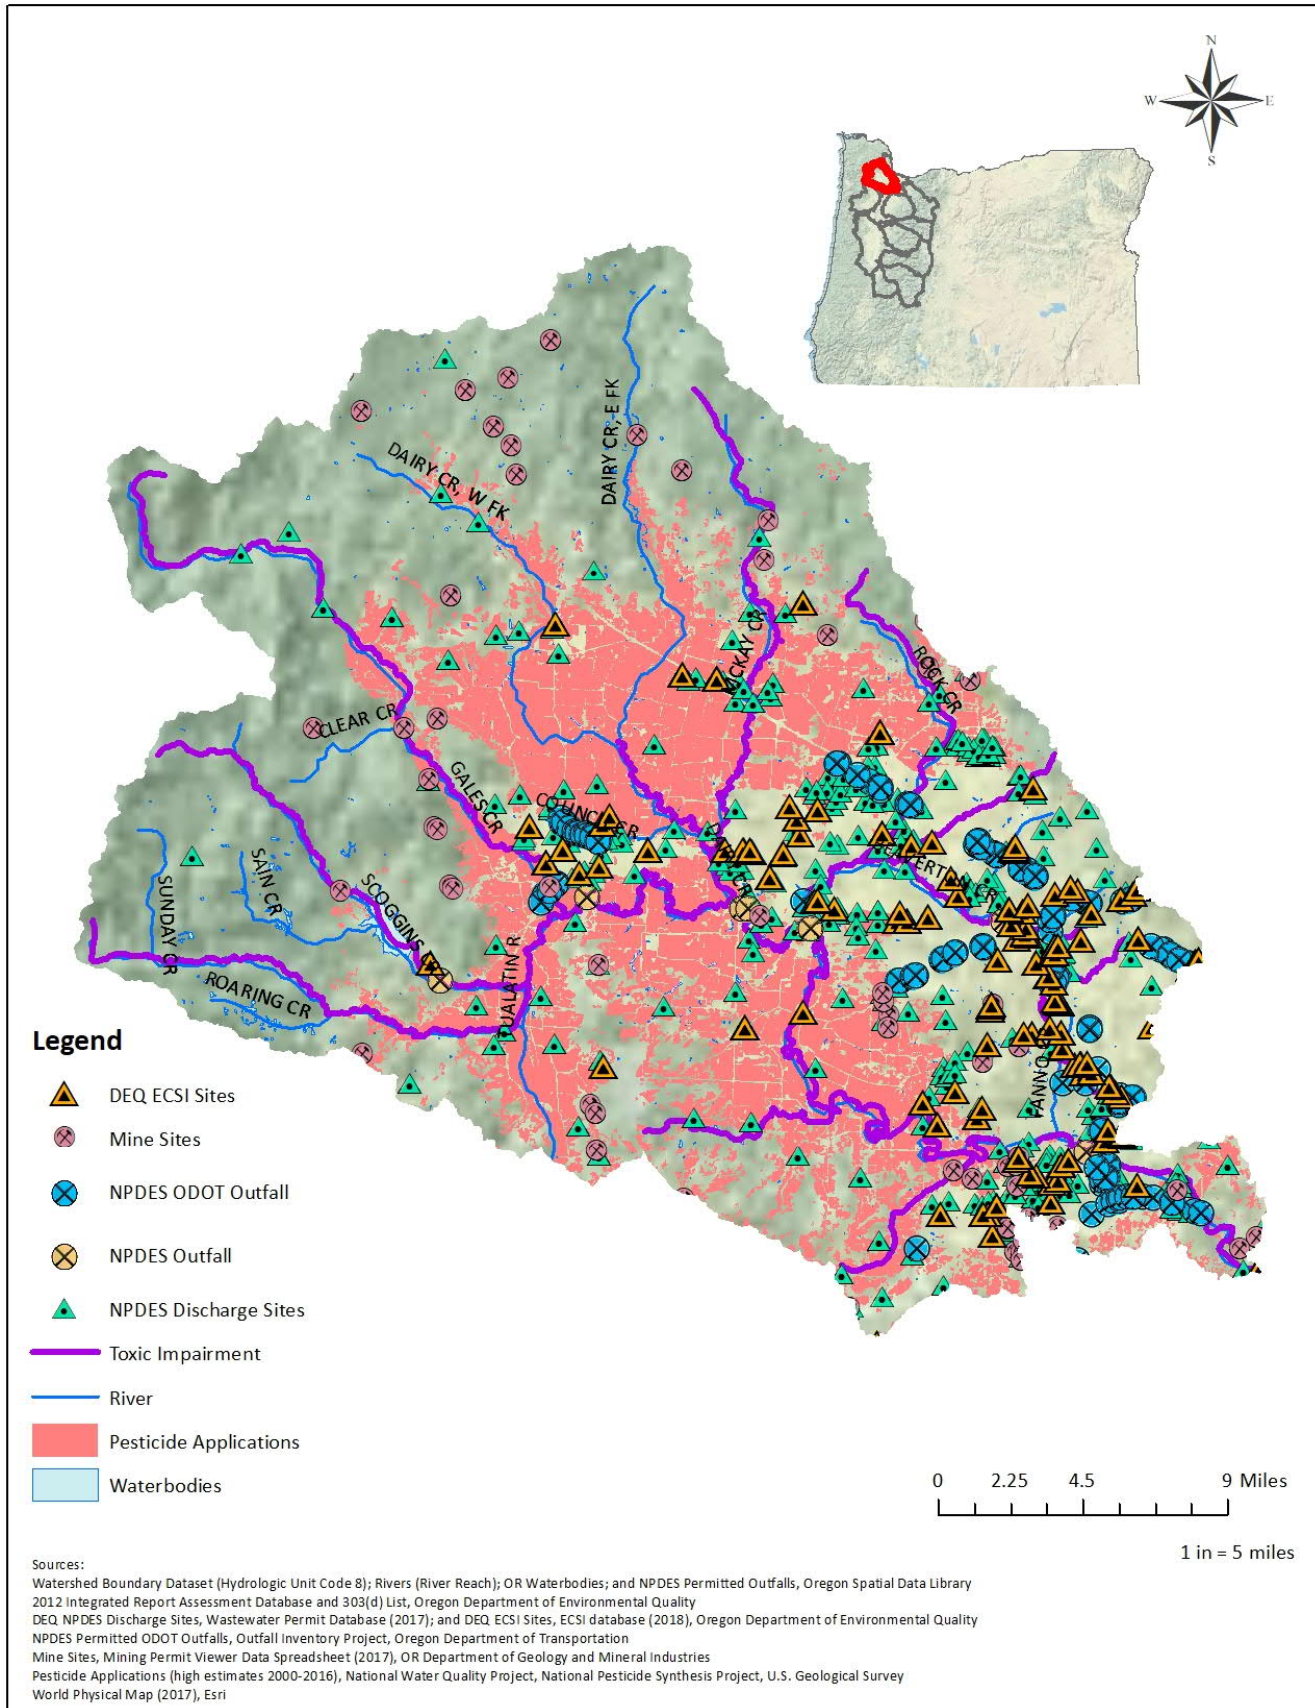 N
W
E
S
DAIRY CR, E FK
DAIRY CR, W FK
ROCK CR
CLEAR CR
GALES CR
COUNCIL CR
SAIN CR
SCOGGINS CR
SUNDAY CR
TUALATIN R
ROARING CR
FANNO CR
Legend
DEQ ECSI Sites
Mine Sites
NPDES ODOT Outfall
NPDES Outfall
NPDES Discharge Sites
Toxic Impairment
River
Pesticide Applications
Waterbodies
0 2.25 4.5 9 Miles
1 in = 5 miles
Sources:
Watershed Boundary Dataset (Hydrologic Unit Code 8); Rivers (River Reach); OR Waterbodies; and NPDES Permitted Outfalls, Oregon Spatial Data Library
2012 Integrated Report Assessment Database and 303(d) List, Oregon Department of Environmental Quality
DEQ NPDES Discharge Sites, Wastewater Permit Database (2017); and DEQ ECSI Sites, ECSI database (2018), Oregon Department of Environmental Quality
NPDES Permitted ODOT Outfalls, Outfall Inventory Project, Oregon Department of Transportation
Mine Sites, Mining Permit Viewer Data Spreadsheet (2017), OR Department of Geology and Mineral Industries
Pesticide Applications (high estimates 2000-2016), National Water Quality Project, National Pesticide Synthesis Project, U.S. Geological Survey
World Physical Map (2017), Esri